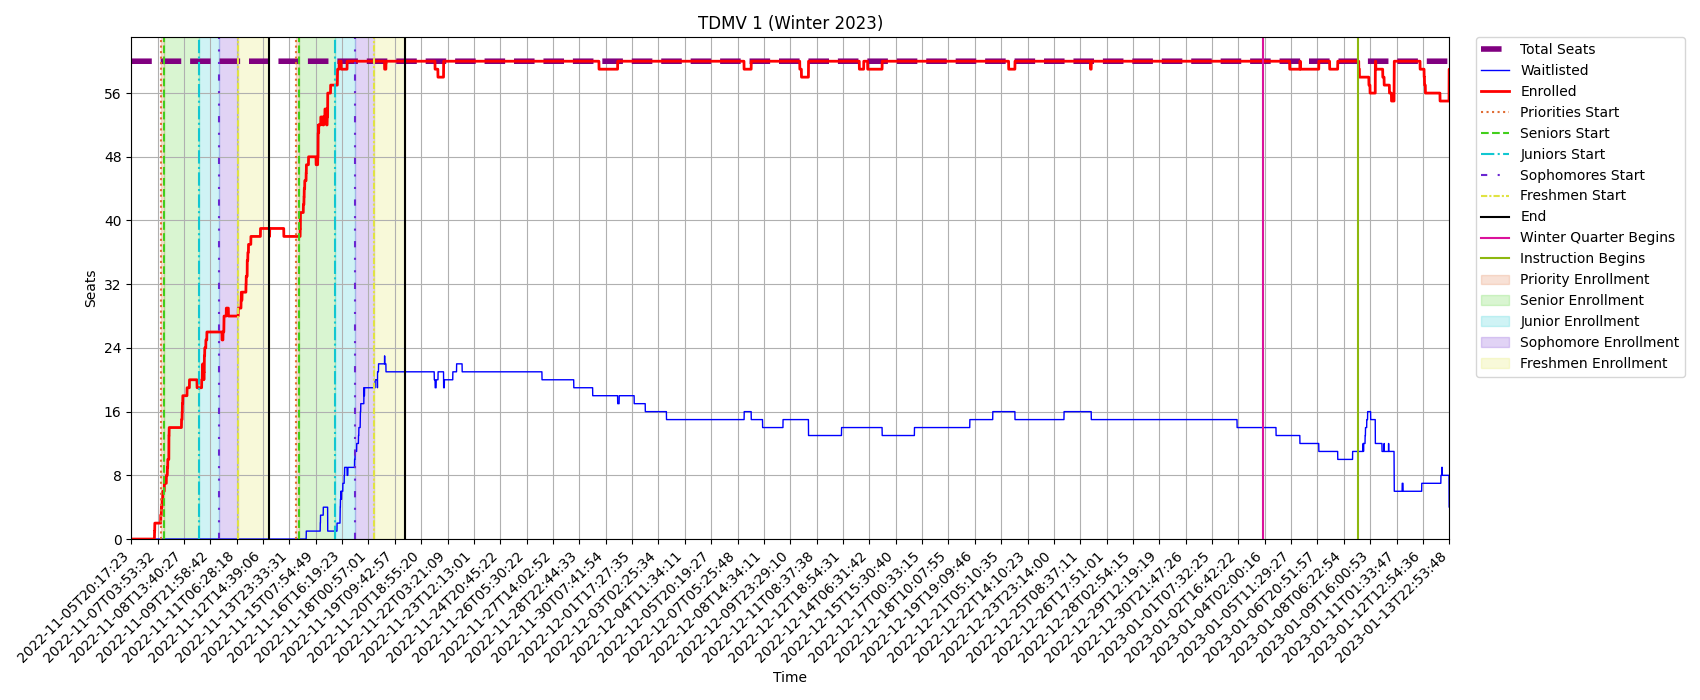 TDMV 1 (Winter 2023)
Seats
56
48
40
32
24
16
8
0
2022-11-05T20:17:23
2022-11-07T03:53:32
2022-11-08T13:40:27
2022-11-09T21:58:42
2022-11-11T06:28:18
2022-11-12T14:39:06
2022-11-13T23:33:31
2022-11-15T07:54:49
2022-11-16T16:19:23
2022-11-18T00:57:01
2022-11-19T09:42:57
2022-11-20T18:55:20
2022-11-22T03:21:09
2022-11-23T12:13:01
2022-11-24T20:45:22
2022-11-26T05:30:22
2022-11-27T14:02:52
2022-11-28T22:44:33
2022-11-30T07:41:54
2022-12-01T17:27:35
2022-12-03T02:25:34
2022-12-04T11:34:11
2022-12-05T20:19:27
2022-12-07T05:25:48
2022-12-08T14:34:11
2022-12-09T23:29:10
2022-12-11T08:37:38
2022-12-12T18:54:31
2022-12-14T06:31:42
2022-12-15T15:30:40
2022-12-17T00:33:15
2022-12-18T10:07:55
2022-12-19T19:09:46
2022-12-21T05:10:35
2022-12-22T14:10:23
2022-12-23T23:14:00
2022-12-25T08:37:11
2022-12-26T17:51:01
2022-12-28T02:54:15
2022-12-29T12:19:19
2022-12-30T21:47:26
2023-01-01T07:32:25
2023-01-02T16:42:22
2023-01-04T02:00:16
2023-01-05T11:29:27
2023-01-06T20:51:57
2023-01-08T06:22:54
2023-01-09T16:00:53
2023-01-11T01:33:47
2023-01-12T12:54:36
2023-01-13T22:53:48
Time
Total Seats
Waitlisted
Enrolled
Priorities Start
Seniors Start
Juniors Start
Sophomores Start
Freshmen Start
End
Winter Quarter Begins
Instruction Begins
Priority Enrollment
Senior Enrollment
Junior Enrollment
Sophomore Enrollment
Freshmen Enrollment